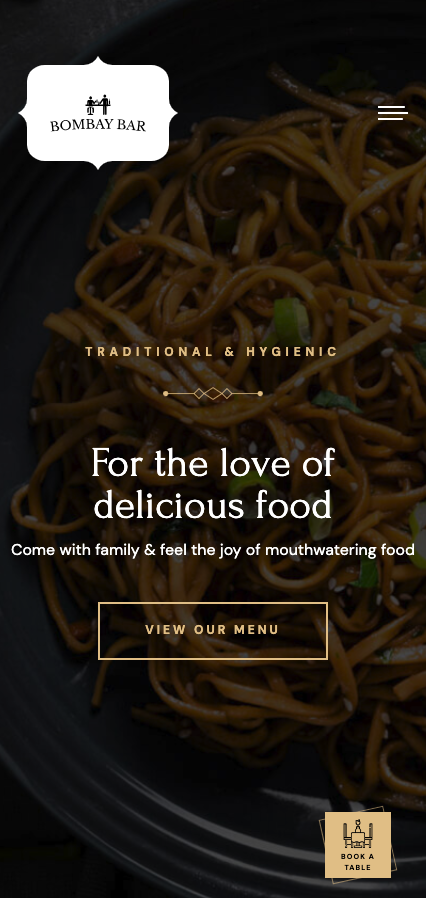 BOMBAY BAR
TRADITIONAL & HYGIENIC
For the love of
delicious food
Come with family & feel the joy of mouthwatering food
VIEW OUR MENU
BOOK A
TABLE